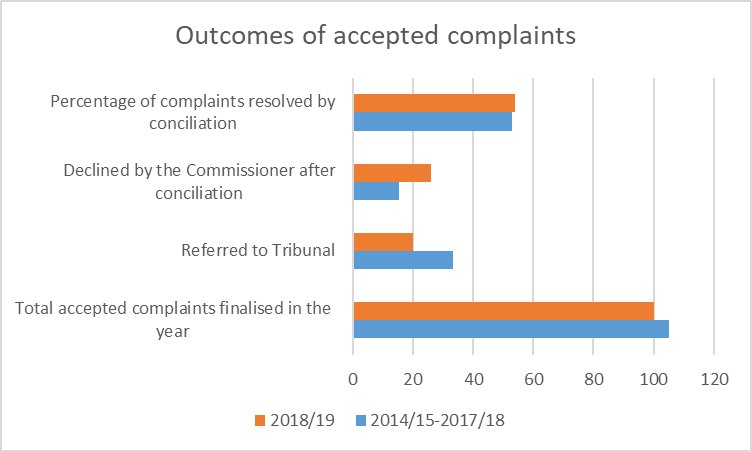 Outcomes of accepted complaints
Percentage of complaints resolved by
conciliation
Declined by the Commissioner after
conciliation
Referred to Tribunal
Total accepted complaints finalised in the
year
0 20 40 60 80 100 120
2018/19 2014/15-2017/18